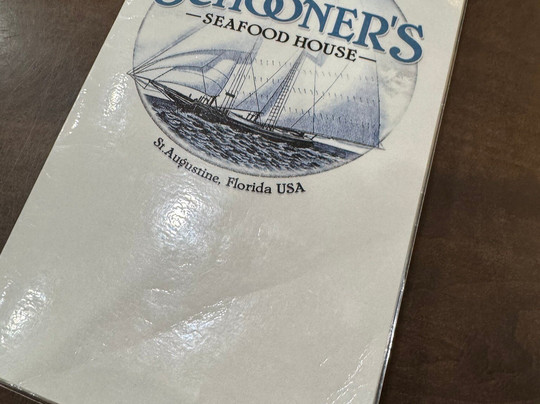 SCHOONER'S
—SEAFOOD HOUSE—
St. Augustine, Florida USA